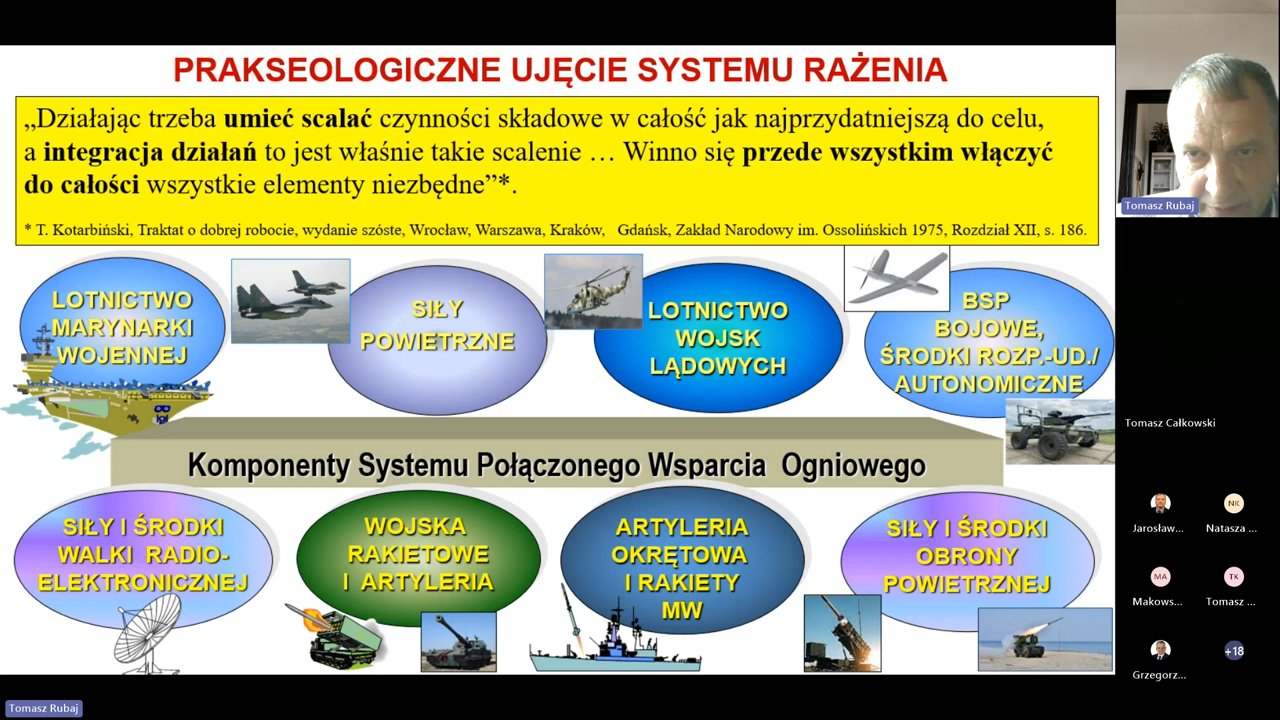 PRAKSEOLOGICZNE UJĘCIE SYSTEMU RAŻENIA
„Działając trzeba umieć scalać czynności składowe w całość jak najprzydatniejszą do celu,
a integracja działań to jest właśnie takie scalenie … Winno się przede wszystkim włączyć
do całości wszystkie elementy niezbędne”*.
* T. Kotarbiński, Traktat o dobrej robocie, wydanie szóste, Wrocław, Warszawa, Kraków, Gdańsk, Zakład Narodowy im. Ossolińskich 1975, Rozdział XII, s. 186.
LOTNICTWO
MARYNARKI
WOJENNEJ
SIŁY
POWIETRZNE
LOTNICTWO
WOJSK
LĄDOWYCH
BSP
BOJOWE,
ŚRODKI ROZP.-UD./
AUTONOMICZNE
Komponenty Systemu Połączonego Wsparcia Ogniowego
SIŁY I ŚRODKI
WALKI RADIO-
ELEKTRONICZNEJ
WOJSKA
RAKIETOWE
I ARTYLERIA
ARTYLERIA
OKRĘTOWA
I RAKIETY
MW
SIŁY I ŚRODKI
OBRONY
POWIETRZNEJ
Tomasz Rubaj
Tomasz Całkowski
Jarosław...
NK
Natasza ...
MA
Makows...
TK
Tomasz ...
Grzegorz...
+18
Tomasz Rubaj